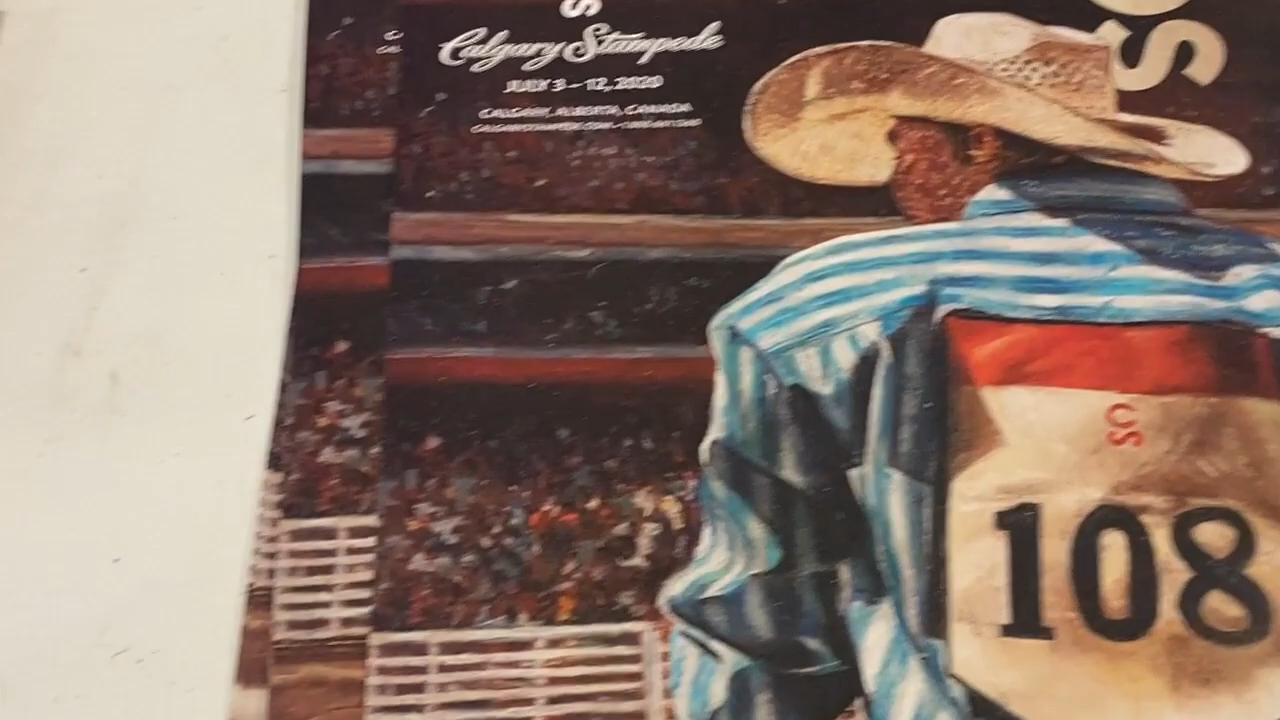 Calgary Stampede
JULY 3 – 12, 2020
CALGARY, ALBERTA, CANADA
CS
108